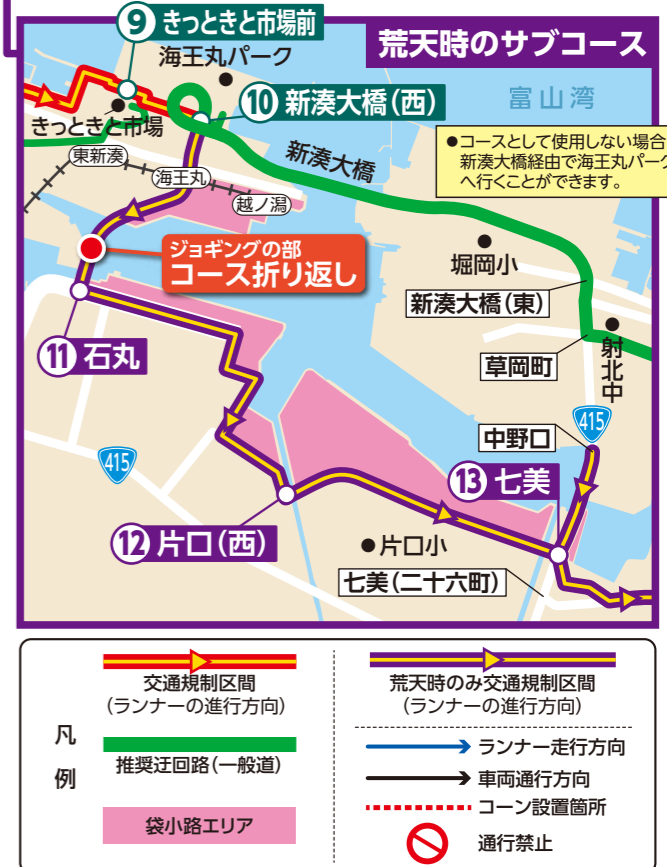 荒天時のサブコース
⑨ きっときと市場前
海王丸パーク
⑩ 新湊大橋(西)
富山湾
きっときと市場
新湊大橋
●コースとして使用しない場合
新湊大橋経由で海王丸パーク
へ行くことができます。
東新湊
海王丸
越ノ潟
ジョギングの部
コース折り返し
堀岡小
新湊大橋(東)
⑪ 石丸
草岡町
射北中
415
中野口
415
⑬ 七美
⑫ 片口(西)
片口小
七美(二十六町)
凡例
交通規制区間
(ランナーの進行方向)
推奨迂回路(一般道)
袋小路エリア
荒天時のみ交通規制区間
(ランナーの進行方向)
ランナー走行方向
車両通行方向
コーン設置箇所
通行禁止